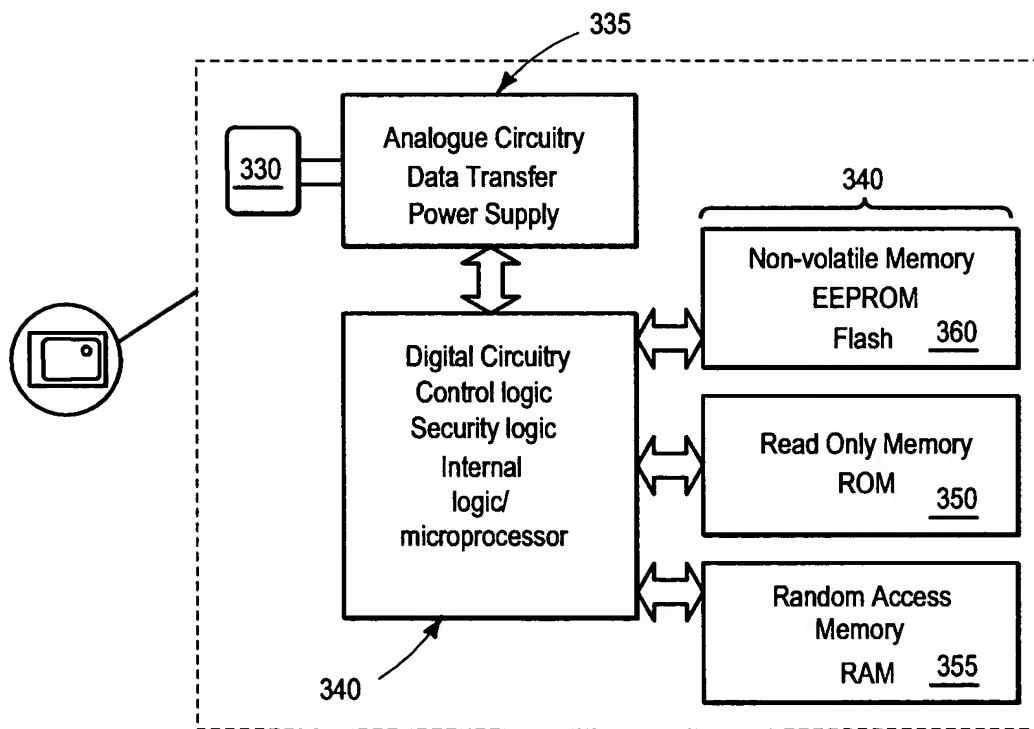 335
330
Analogue Circuitry
Data Transfer
Power Supply
340
Non-volatile Memory
EEPROM
Flash 360
Digital Circuitry
Control logic
Security logic
Internal
logic/
microprocessor
Read Only Memory
ROM 350
Random Access
Memory
RAM 355
340